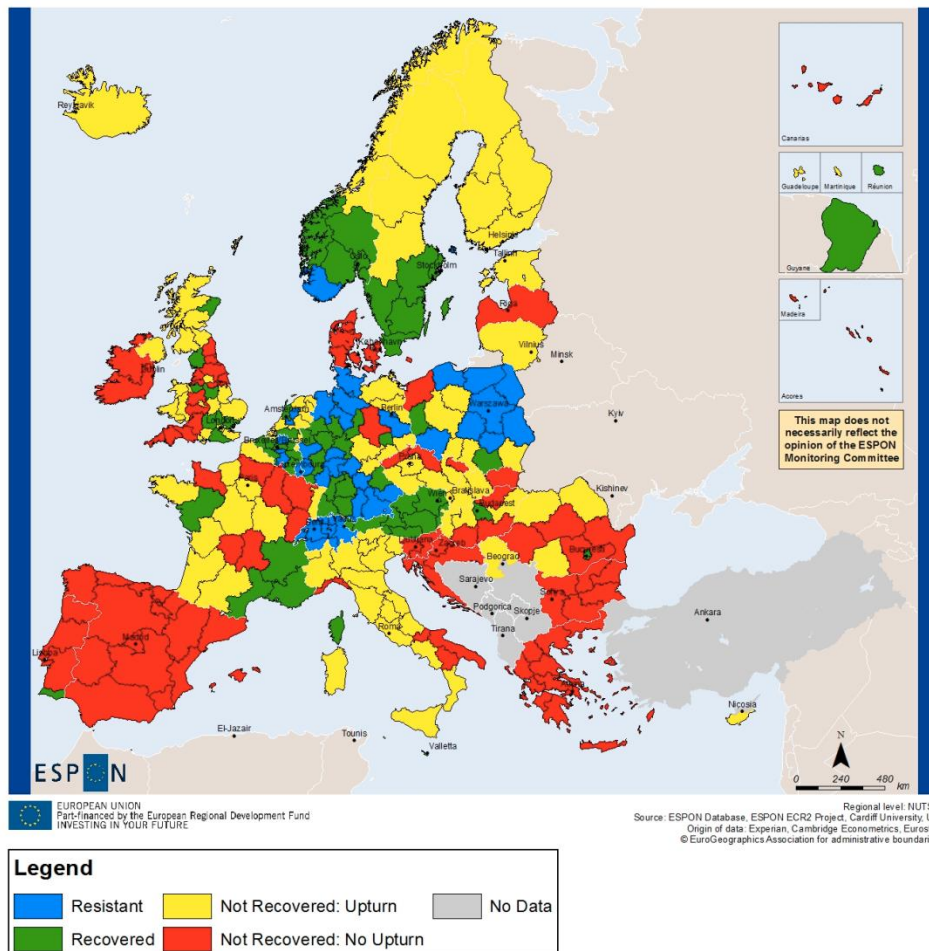 Reykjavik
Canarias
Guadeloupe
Martinique
Réunion
Guyane
Madeira
Acores
This map does not
necessarily reflect the
opinion of the ESPON
Monitoring Committee
Helsinki
Tallinn
Oslo
Stockholm
Riga
København
Vilnius
Minsk
Dublin
Amsterdam
Berlin
Warszawa
London
Kyiv
Praha
Paris
Wien
Bratislava
Budapest
Kishinev
Bern
Ljubljana
Zagreb
Bucuresti
Beograd
Sarajevo
Sofiya
Podgorica
Skopje
Roma
Tirana
Ankara
Madrid
Lisboa
Nicosia
El-Jazair
Tounis
Valletta
ESPON
N
0 240 480
km
EUROPEAN UNION
Part-financed by the European Regional Development Fund
INVESTING IN YOUR FUTURE
Regional level: NUTS
Source: ESPON Database, ESPON ECR2 Project, Cardiff University, U
Origin of data: Experian, Cambridge Econometrics, Eurost
© EuroGeographics Association for administrative boundari
Legend
Resistant
Not Recovered: Upturn
No Data
Recovered
Not Recovered: No Upturn